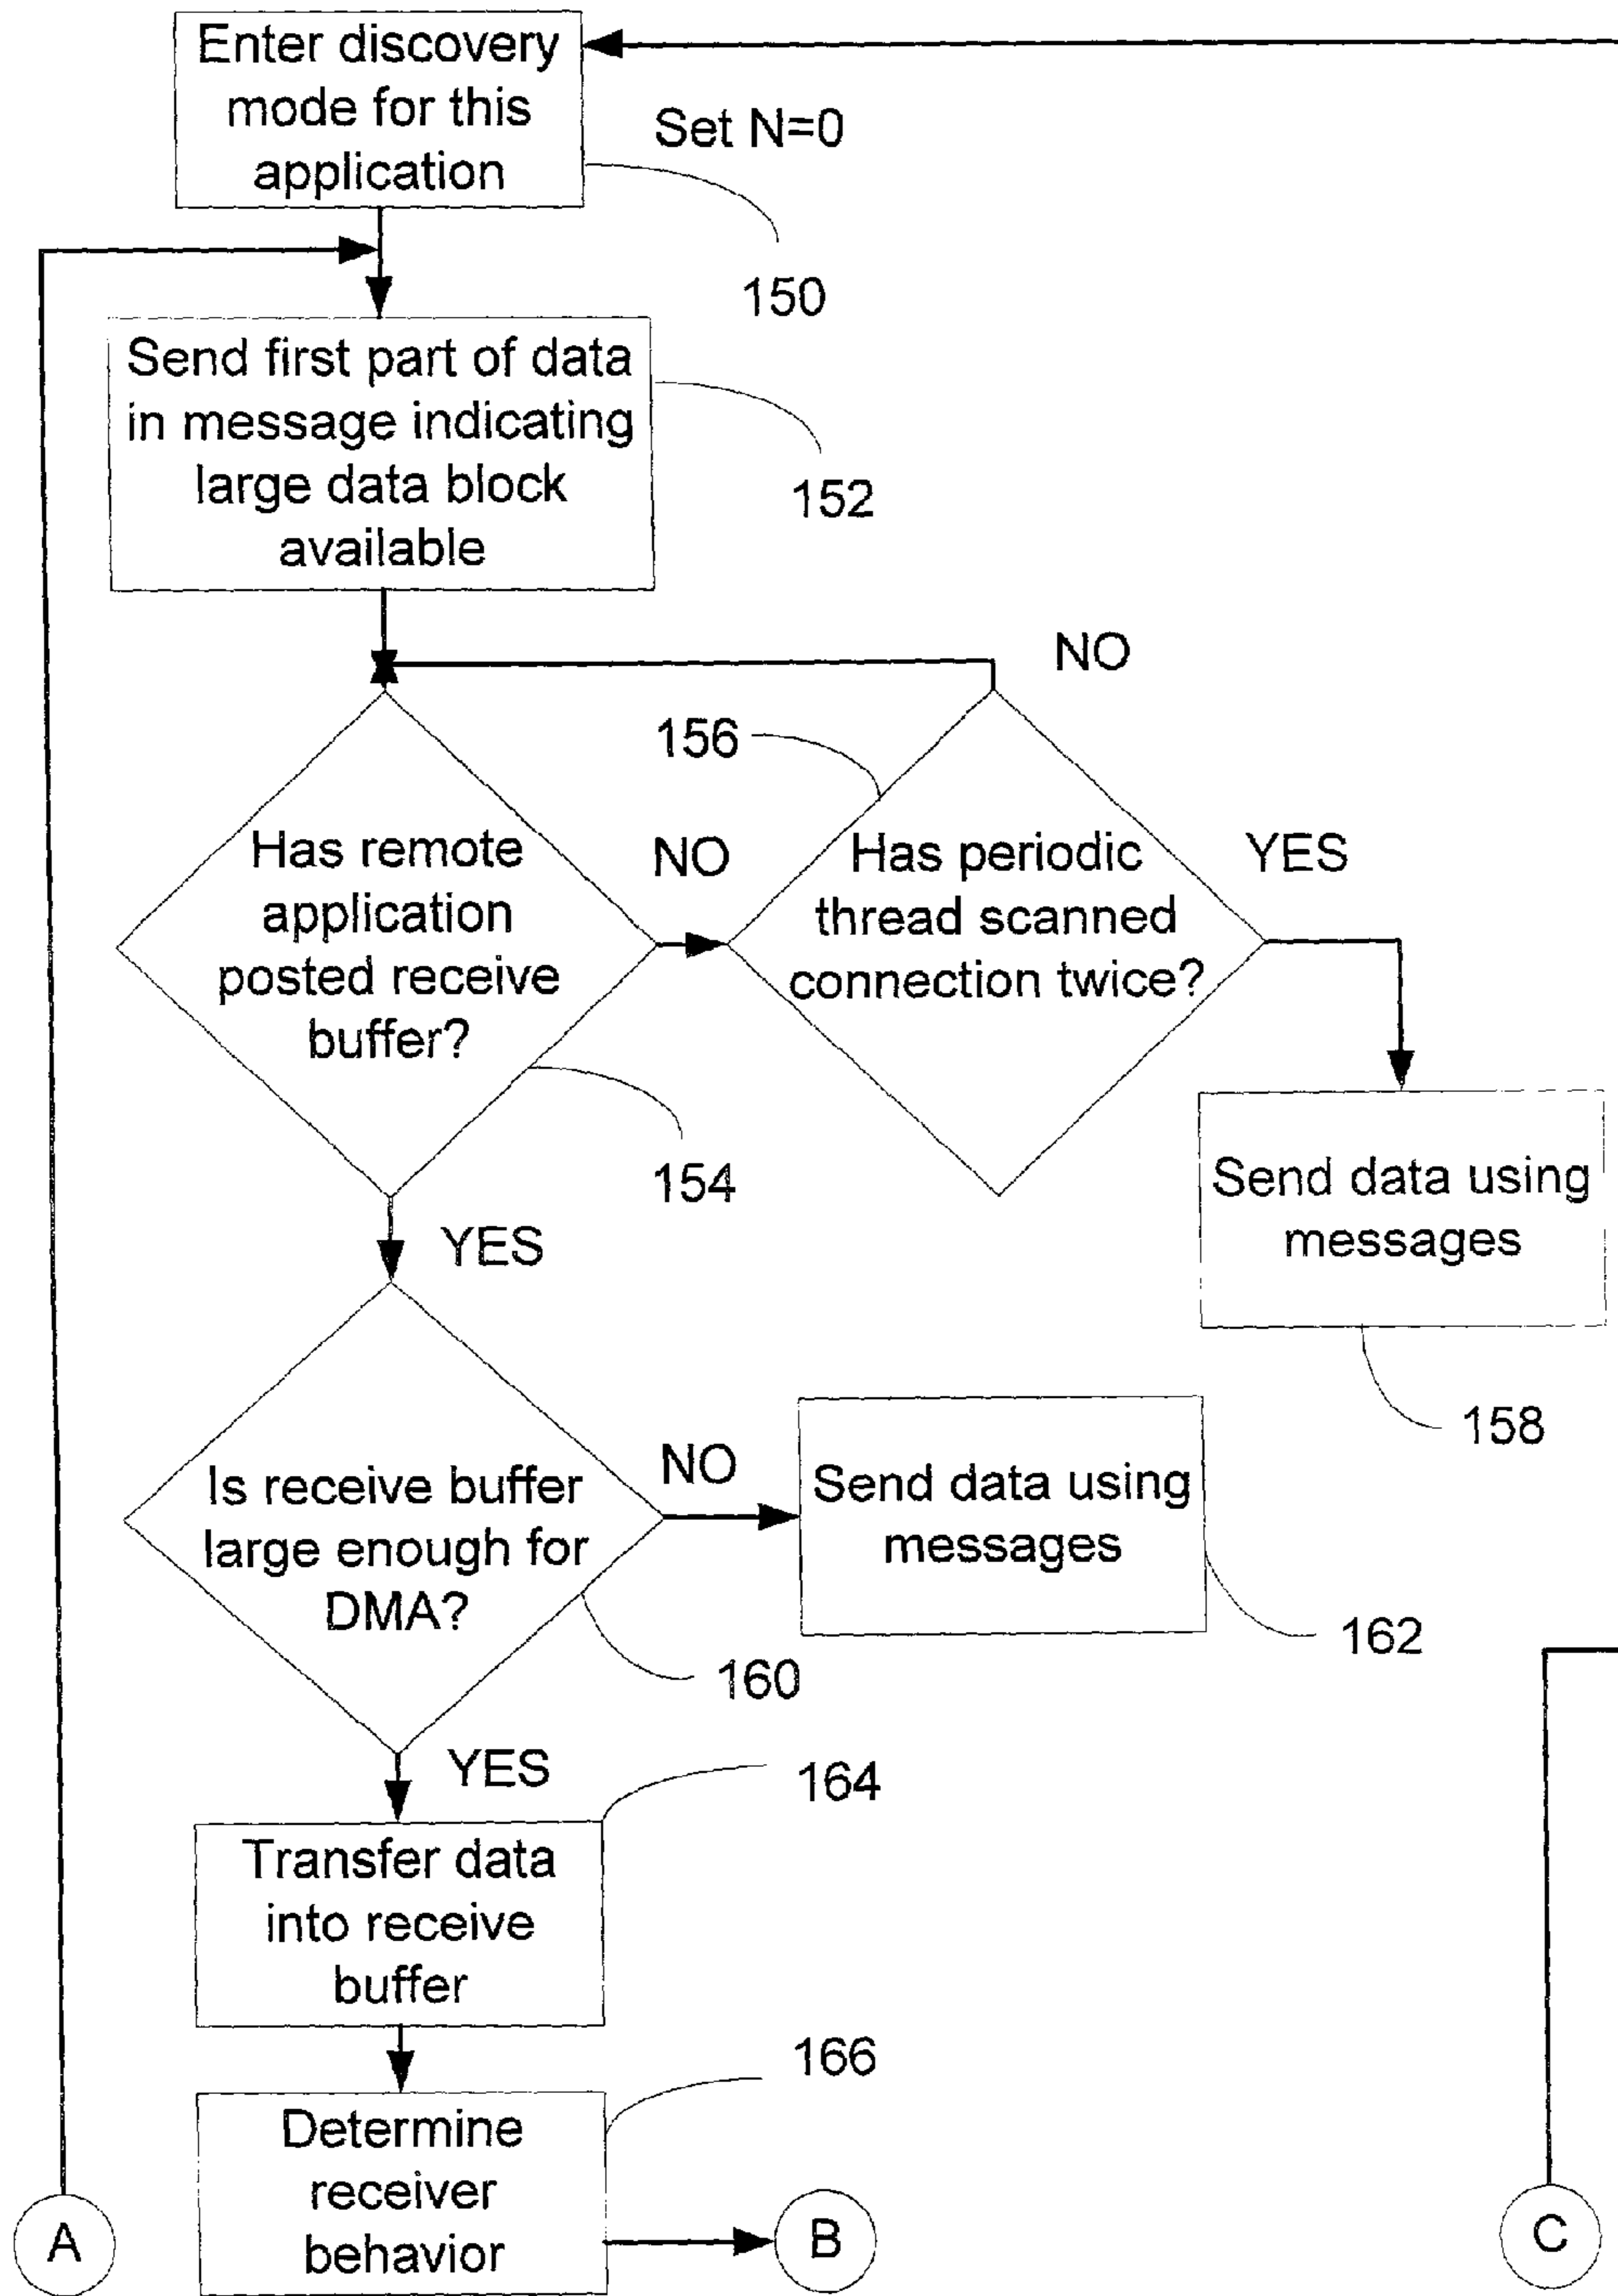 Enter discovery
mode for this
application
Set N=0
150
Send first part of data
in message indicating
large data block
available
152
NO
156
Has remote
application
posted receive
buffer?
NO
Has periodic
thread scanned
connection twice?
YES
154
YES
Send data using
messages
158
Is receive buffer
large enough for
DMA?
NO
Send data using
messages
162
160
YES
164
Transfer data
into receive
buffer
166
Determine
receiver
behavior
A
B
C